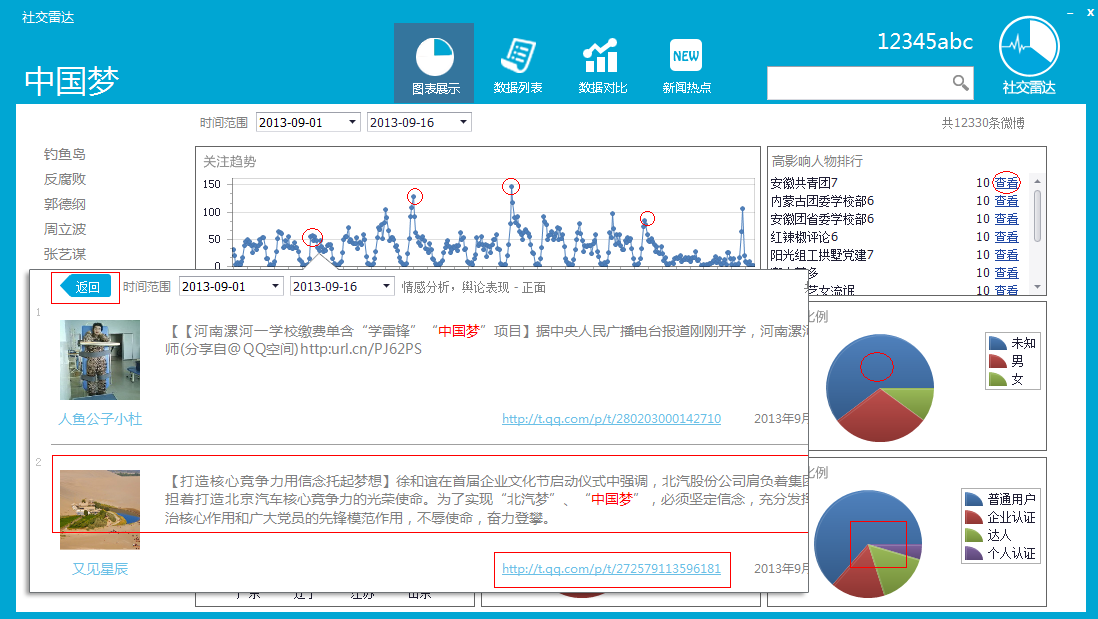 社交雷达
x
中国梦
图表展示
数据列表
数据对比
NEW
新闻热点
12345abc
社交雷达
时间范围 2013-09-01 2013-09-16
共12330条微博
钓鱼岛
反腐败
郭德纲
周立波
张艺谋
关注趋势
150
100
50
0
高影响人物排行
安徽共青团7 10 查看
内蒙古团委学校部6 10 查看
安徽团省委学校部6 10 查看
红辣椒评论6 10 查看
阳光组工拱墅党建7 10 查看
多 10 查看
艺女流氓 10 查看
返回 时间范围 2013-09-01 2013-09-16 情感分析，舆论表现 - 正面
1
【【河南漯河一学校缴费单含“学雷锋”“中国梦”项目】据中央人民广播电台报道刚刚开学，河南漯河
师(分享自@QQ空间)http:url.cn/PJ62PS
人鱼公子小杜
http://t.qq.com/p/t/280203000142710
2013年9月
2
【打造核心竞争力用信念托起梦想】徐和谊在首届企业文化节启动仪式中强调，北汽股份公司肩负着集团
担着打造北京汽车核心竞争力的光荣使命。为了实现“北汽梦”、“中国梦”，必须坚定信念，充分发挥
治核心作用和广大党员的先锋模范作用，不辱使命，奋力登攀。
又见星辰
http://t.qq.com/p/t/272579113596181
2013年9月
比例
未知
男
女
比例
普通用户
企业认证
达人
个人认证
广东 辽宁 江苏 山东